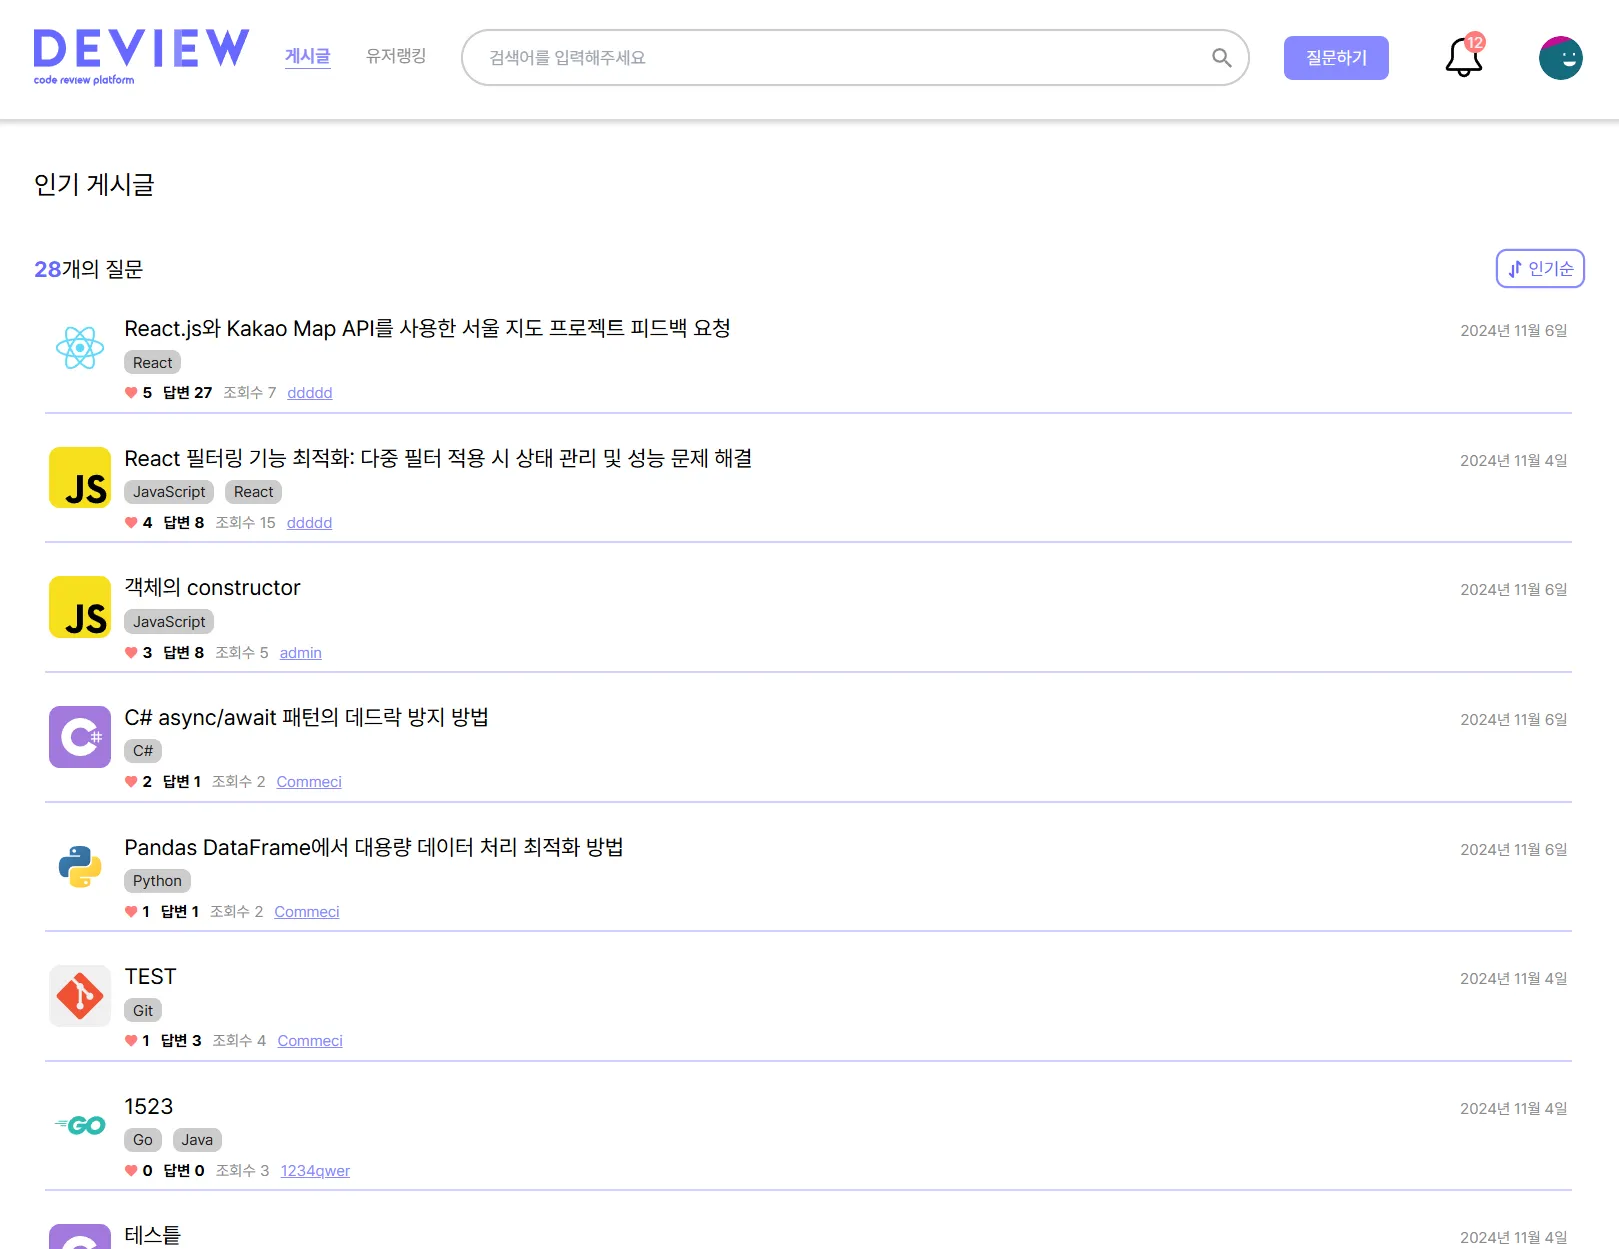 DEVIEW
code review platform
게시글 유저랭킹 검색어를 입력해주세요 질문하기 12
인기 게시글
28개의 질문 인기순
React.js와 Kakao Map API를 사용한 서울 지도 프로젝트 피드백 요청 2024년 11월 6일
React
5 답변 27 조회수 7 ddddd
React 필터링 기능 최적화: 다중 필터 적용 시 상태 관리 및 성능 문제 해결 2024년 11월 4일
JS
JavaScript React
4 답변 8 조회수 15 ddddd
객체의 constructor 2024년 11월 6일
JS
JavaScript
3 답변 8 조회수 5 admin
C# async/await 패턴의 데드락 방지 방법 2024년 11월 6일
C#
C#
2 답변 1 조회수 2 Commeci
Pandas DataFrame에서 대용량 데이터 처리 최적화 방법 2024년 11월 6일
Python
1 답변 1 조회수 2 Commeci
TEST 2024년 11월 4일
Git
1 답변 3 조회수 4 Commeci
1523 2024년 11월 4일
GO
Go Java
0 답변 0 조회수 3 1234qwer
테스틑 2024년 11월 4일